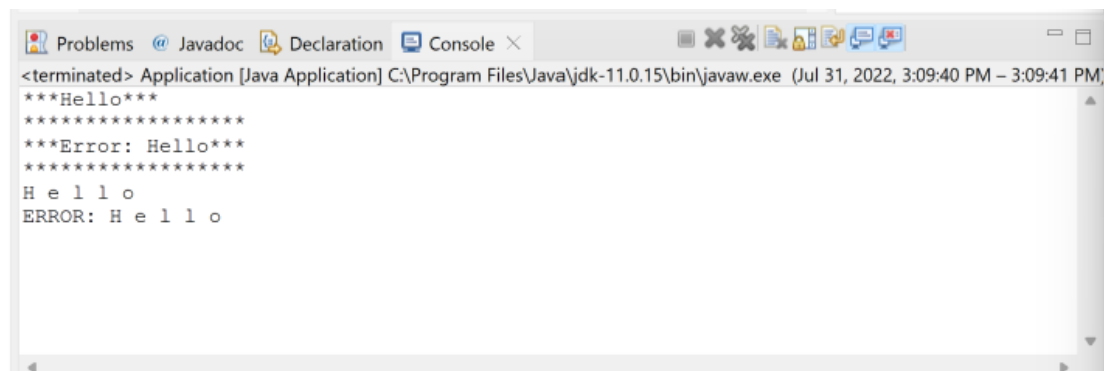 Problems @ Javadoc Declaration Console
<terminated> Application [Java Application] C:\Program Files\Java\jdk-11.0.15\bin\javaw.exe (Jul 31, 2022, 3:09:40 PM – 3:09:41 PM)
***Hello***
******************
***Error: Hello***
******************
H e l l o
ERROR: H e l l o